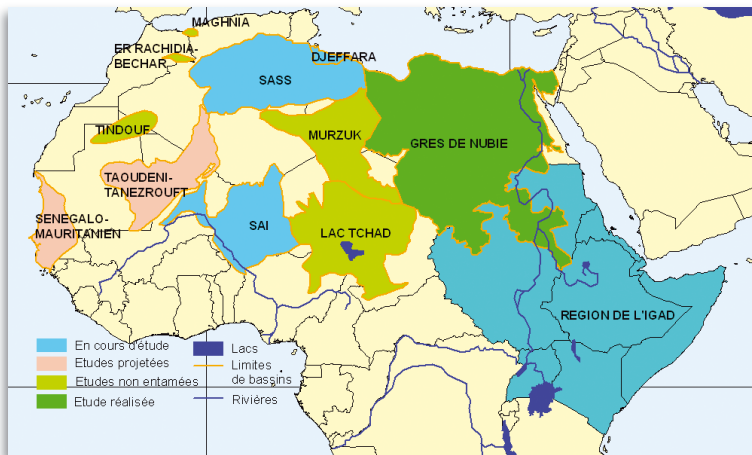 MAGHNIA
ER RACHIDIA-
BECHAR
DJEFFARA
SASS
TINDOUF
MURZUK
GRES DE NUBIE
TAOUDENI-
TANEZROUFT
SENEGALO-
MAURITANIEN
SAI
LAC TCHAD
REGION DE L'IGAD
En cours d'étude
Etudes projetées
Etudes non entamées
Etude réalisée
Lacs
Limites
de bassins
Rivières